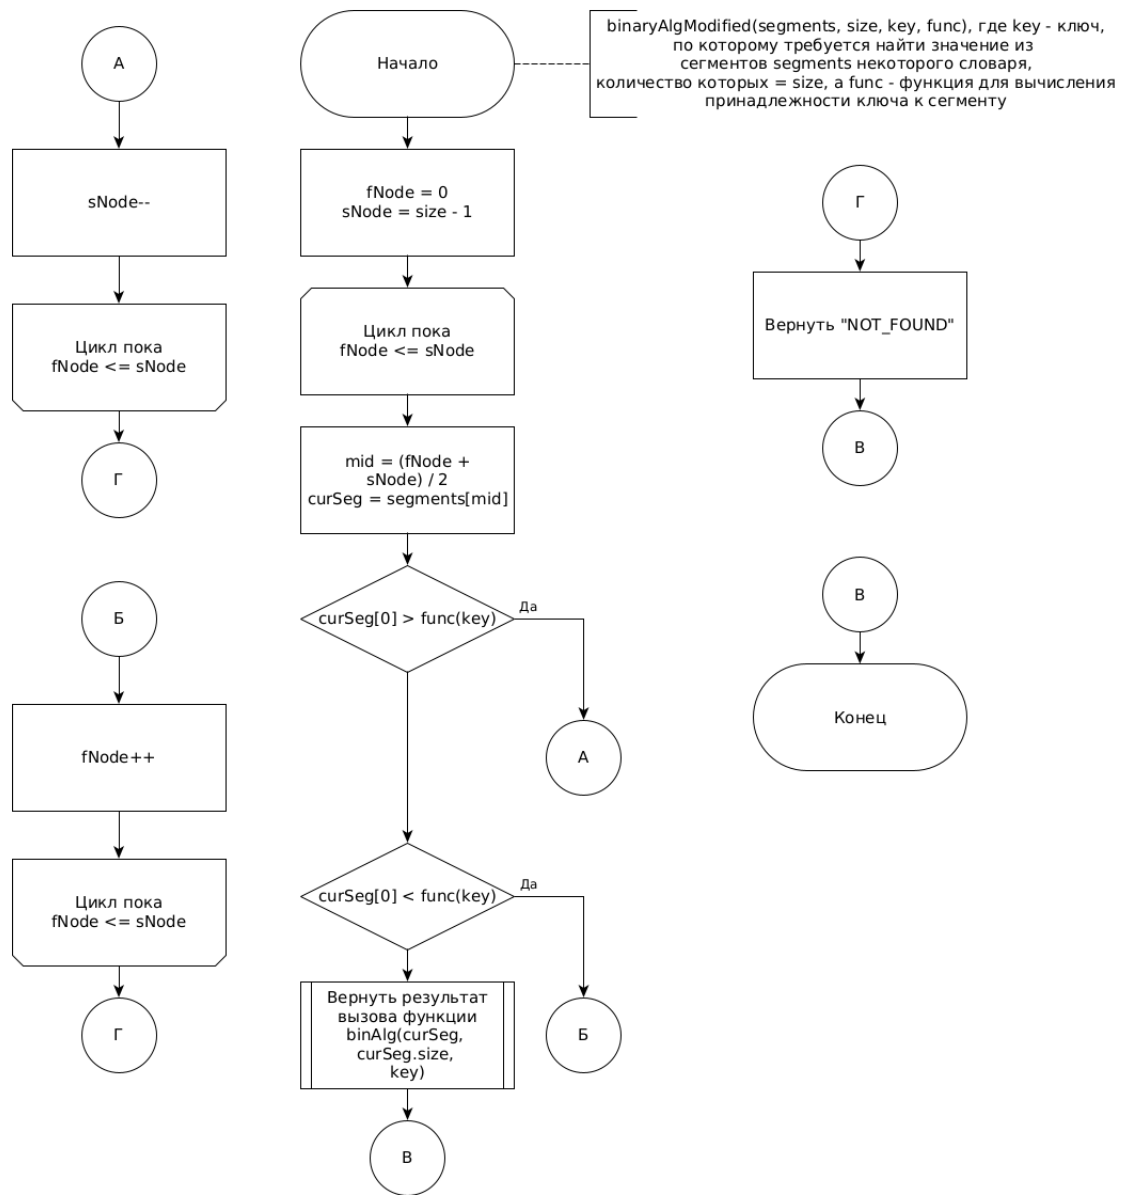 А
sNode--
Цикл пока
fNode <= sNode
Г
Б
fNode++
Цикл пока
fNode <= sNode
Г
Начало
binaryAlgModified(segments, size, key, func), где key - ключ,
по которому требуется найти значение из
сегментов segments некоторого словаря,
количество которых = size, а func - функция для вычисления
принадлежности ключа к сегменту
fNode = 0
sNode = size - 1
Цикл пока
fNode <= sNode
mid = (fNode +
sNode) / 2
curSeg = segments[mid]
curSeg[0] > func(key)
Да
А
curSeg[0] < func(key)
Да
Б
Вернуть результат
вызова функции
binAlg(curSeg,
curSeg.size,
key)
В
Г
Вернуть "NOT_FOUND"
В
В
Конец